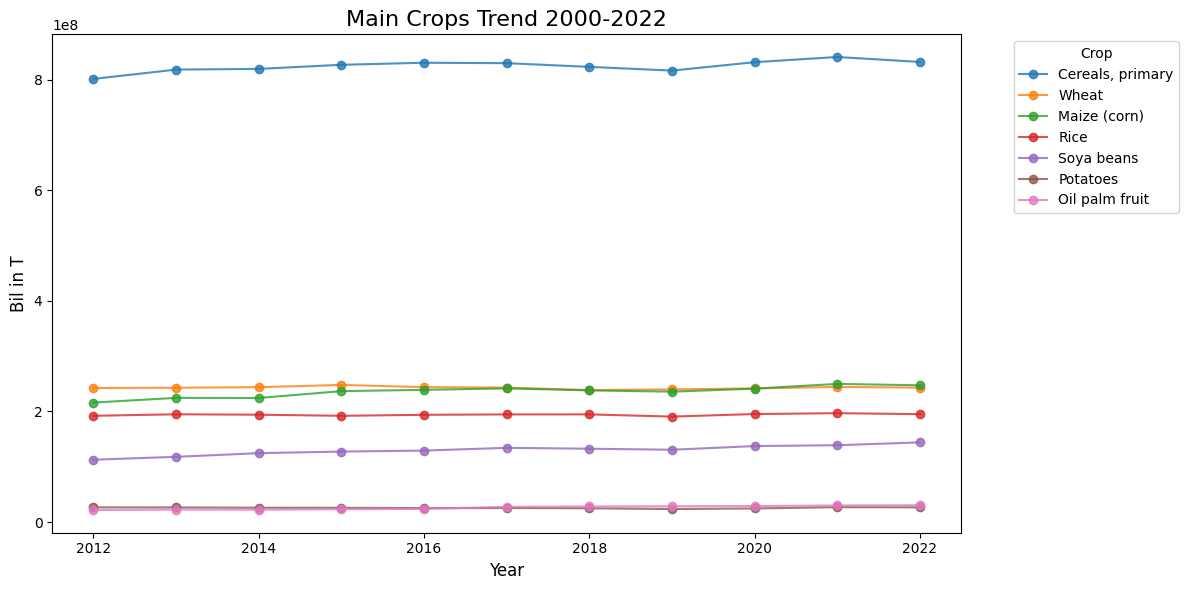 Main Crops Trend 2000-2022
1e8
8
6
4
2
0
Bil in T
2012
2014
2016
2018
2020
2022
Year
Crop
Cereals, primary
Wheat
Maize (corn)
Rice
Soya beans
Potatoes
Oil palm fruit